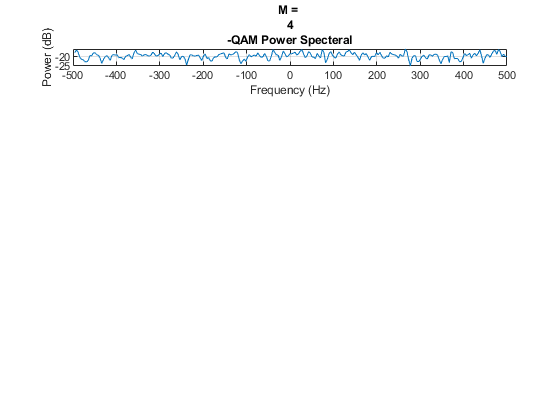 M =
4
-QAM Power Specteral
Power (dB)
-20
-25
-500 -400 -300 -200 -100 0 100 200 300 400 500
Frequency (Hz)